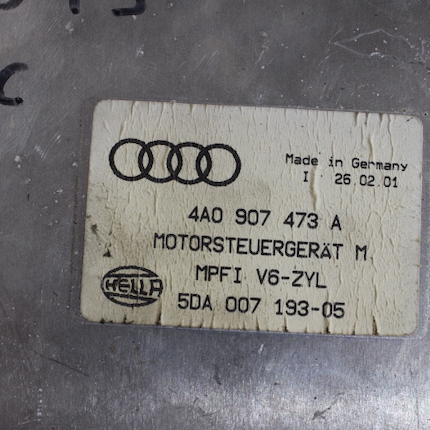 Made in Germany
I 26.02.01
4A0 907 473 A
MOTORSTEUERGERÄT M
MPFI V6-ZYL
HELLA
5DA 007 193-05